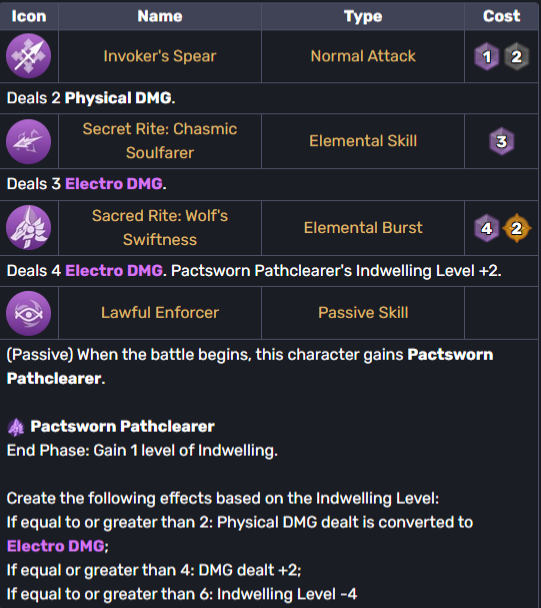 Icon Name Type Cost
Invoker's Spear Normal Attack 1 2
Deals 2 Physical DMG.
Secret Rite: Chasmic
Soulfarer
Elemental Skill 3
Deals 3 Electro DMG.
Sacred Rite: Wolf's
Swiftness
Elemental Burst 4 2
Deals 4 Electro DMG. Pactsworn Pathclearer's Indwelling Level +2.
Lawful Enforcer Passive Skill
(Passive) When the battle begins, this character gains Pactsworn
Pathclearer.
Pactsworn Pathclearer
End Phase: Gain 1 level of Indwelling.
Create the following effects based on the Indwelling Level:
If equal to or greater than 2: Physical DMG dealt is converted to
Electro DMG;
If equal or greater than 4: DMG dealt +2;
If equal to or greater than 6: Indwelling Level -4